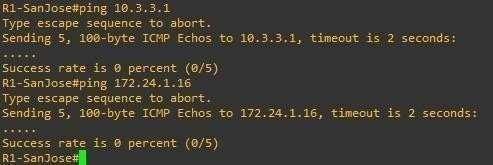 R1-SanJose#ping 10.3.3.1
Type escape sequence to abort.
Sending 5, 100-byte ICMP Echos to 10.3.3.1, timeout is 2 seconds:
.....
Success rate is 0 percent (0/5)
R1-SanJose#ping 172.24.1.16
Type escape sequence to abort.
Sending 5, 100-byte ICMP Echos to 172.24.1.16, timeout is 2 seconds:
.....
Success rate is 0 percent (0/5)
R1-SanJose#